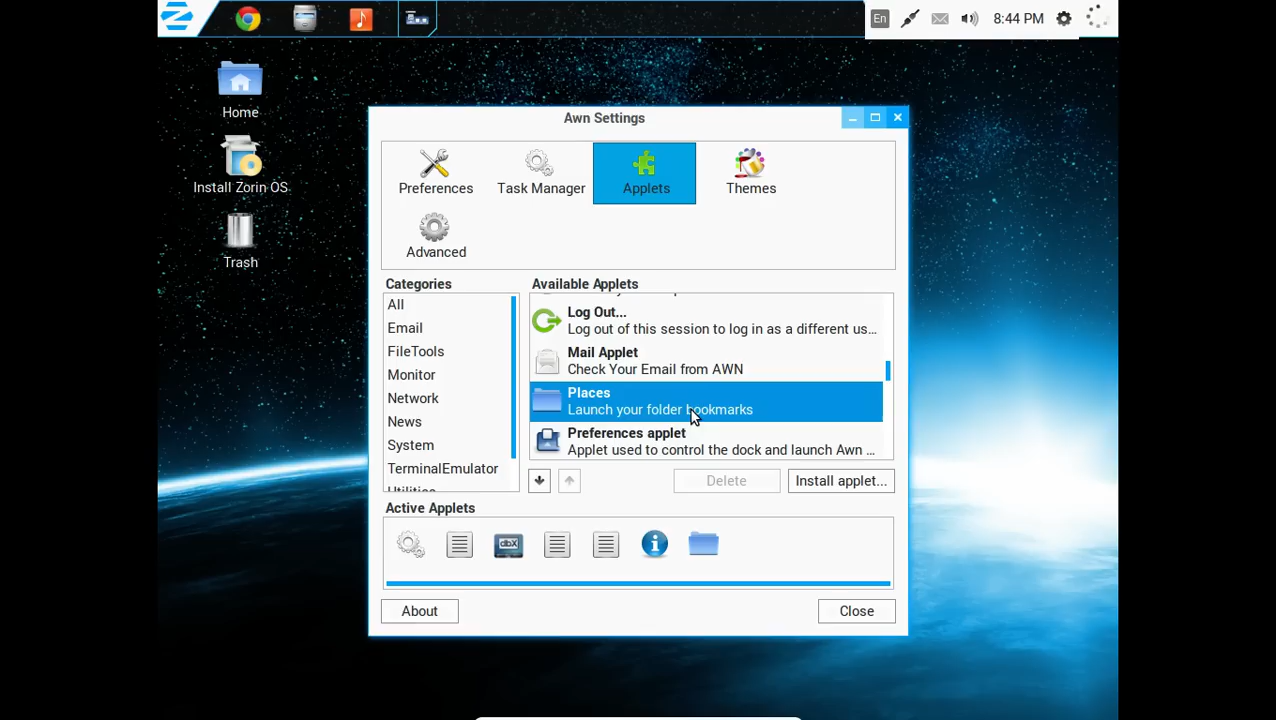 En
8:44 PM
Home
Install Zorin OS
Trash
Awn Settings
Preferences
Task Manager
Applets
Themes
Advanced
Categories
All
Email
FileTools
Monitor
Network
News
System
TerminalEmulator
Utilities
Available Applets
Log Out...
Log out of this session to log in as a different us...
Mail Applet
Check Your Email from AWN
Places
Launch your folder bookmarks
Preferences applet
Applet used to control the dock and launch Awn ...
Delete
Install applet...
Active Applets
dbX
About
Close